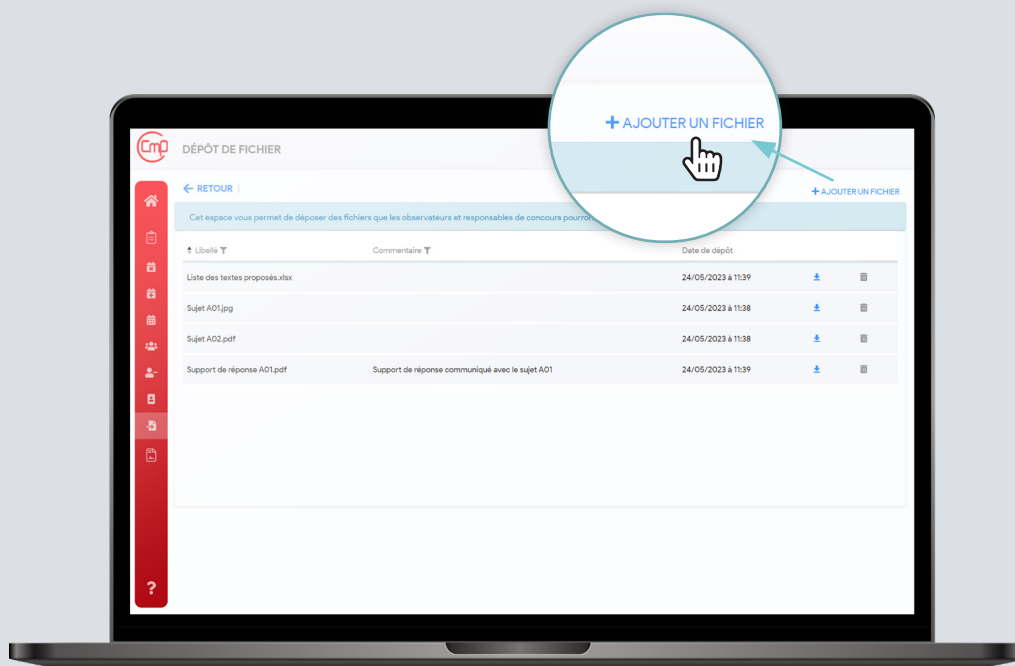 + AJOUTER UN FICHIER
Cmp
DÉPÔT DE FICHIER
← RETOUR |
+ AJOUTER UN FICHIER
Cet espace vous permet de déposer des fichiers que les observateurs et responsables de concours
Libellé Commentaire Date de dépôt
Liste des textes proposés.xlsx 24/05/2023 à 11:39
Sujet A01.jpg 24/05/2023 à 11:38
Sujet A02.pdf 24/05/2023 à 11:38
Support de réponse A01.pdf Support de réponse communiqué avec le sujet A01 24/05/2023 à 11:39
?